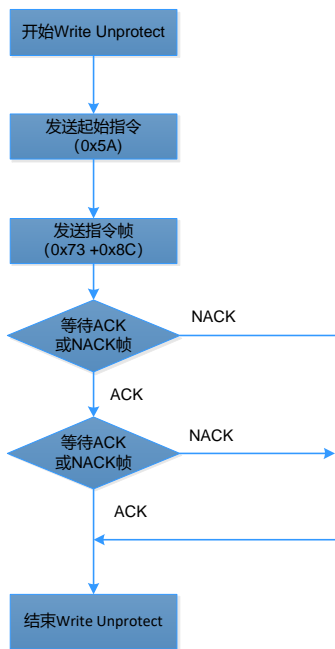 开始Write Unprotect
发送起始指令
(0x5A)
发送指令帧
(0x73 +0x8C)
等待ACK
或NACK帧
NACK
ACK
等待ACK
或NACK帧
NACK
ACK
结束Write Unprotect